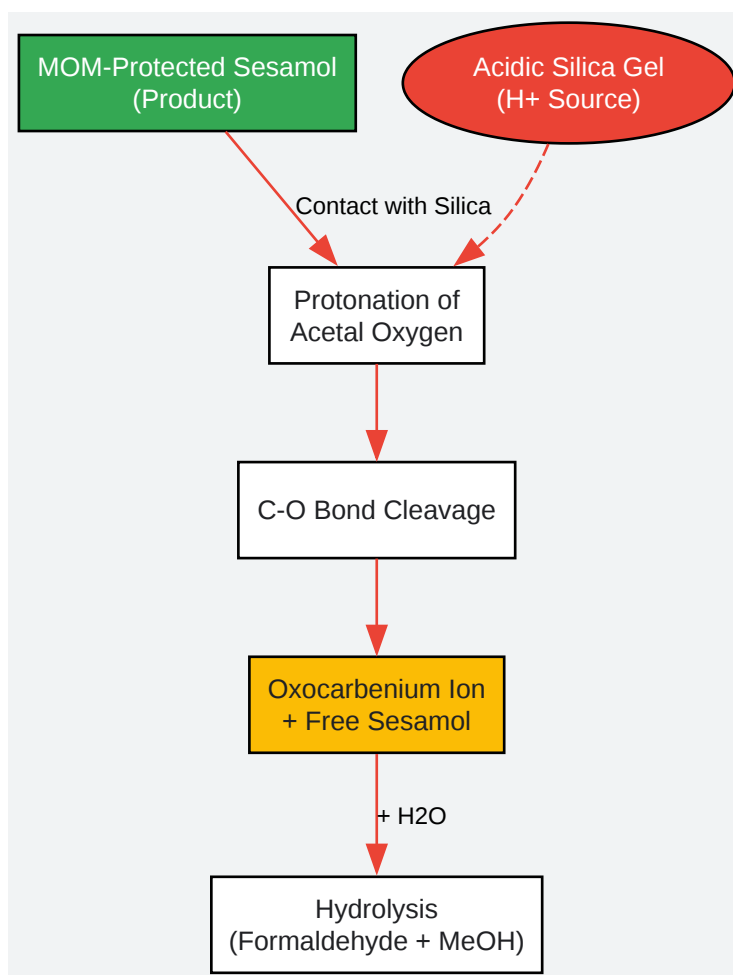 MOM-Protected Sesamol
(Product)
Acidic Silica Gel
(H+ Source)
Contact with Silica
Protonation of
Acetal Oxygen
C-O Bond Cleavage
Oxocarbenium Ion
+ Free Sesamol
+ H2O
Hydrolysis
(Formaldehyde + MeOH)